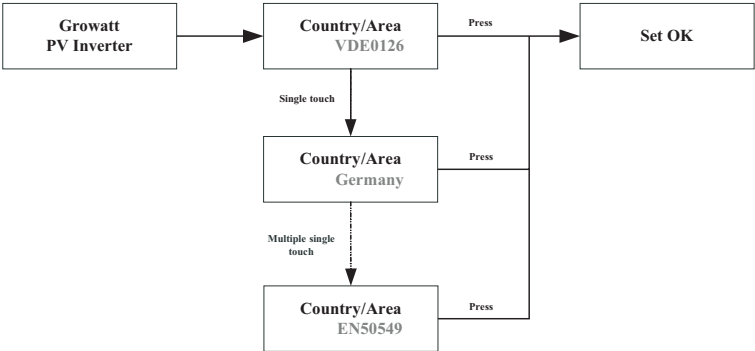 Growatt
PV Inverter
Country/Area
VDE0126
Press
Set OK
Single touch
Country/Area
Germany
Press
Multiple single
touch
Country/Area
EN50549
Press